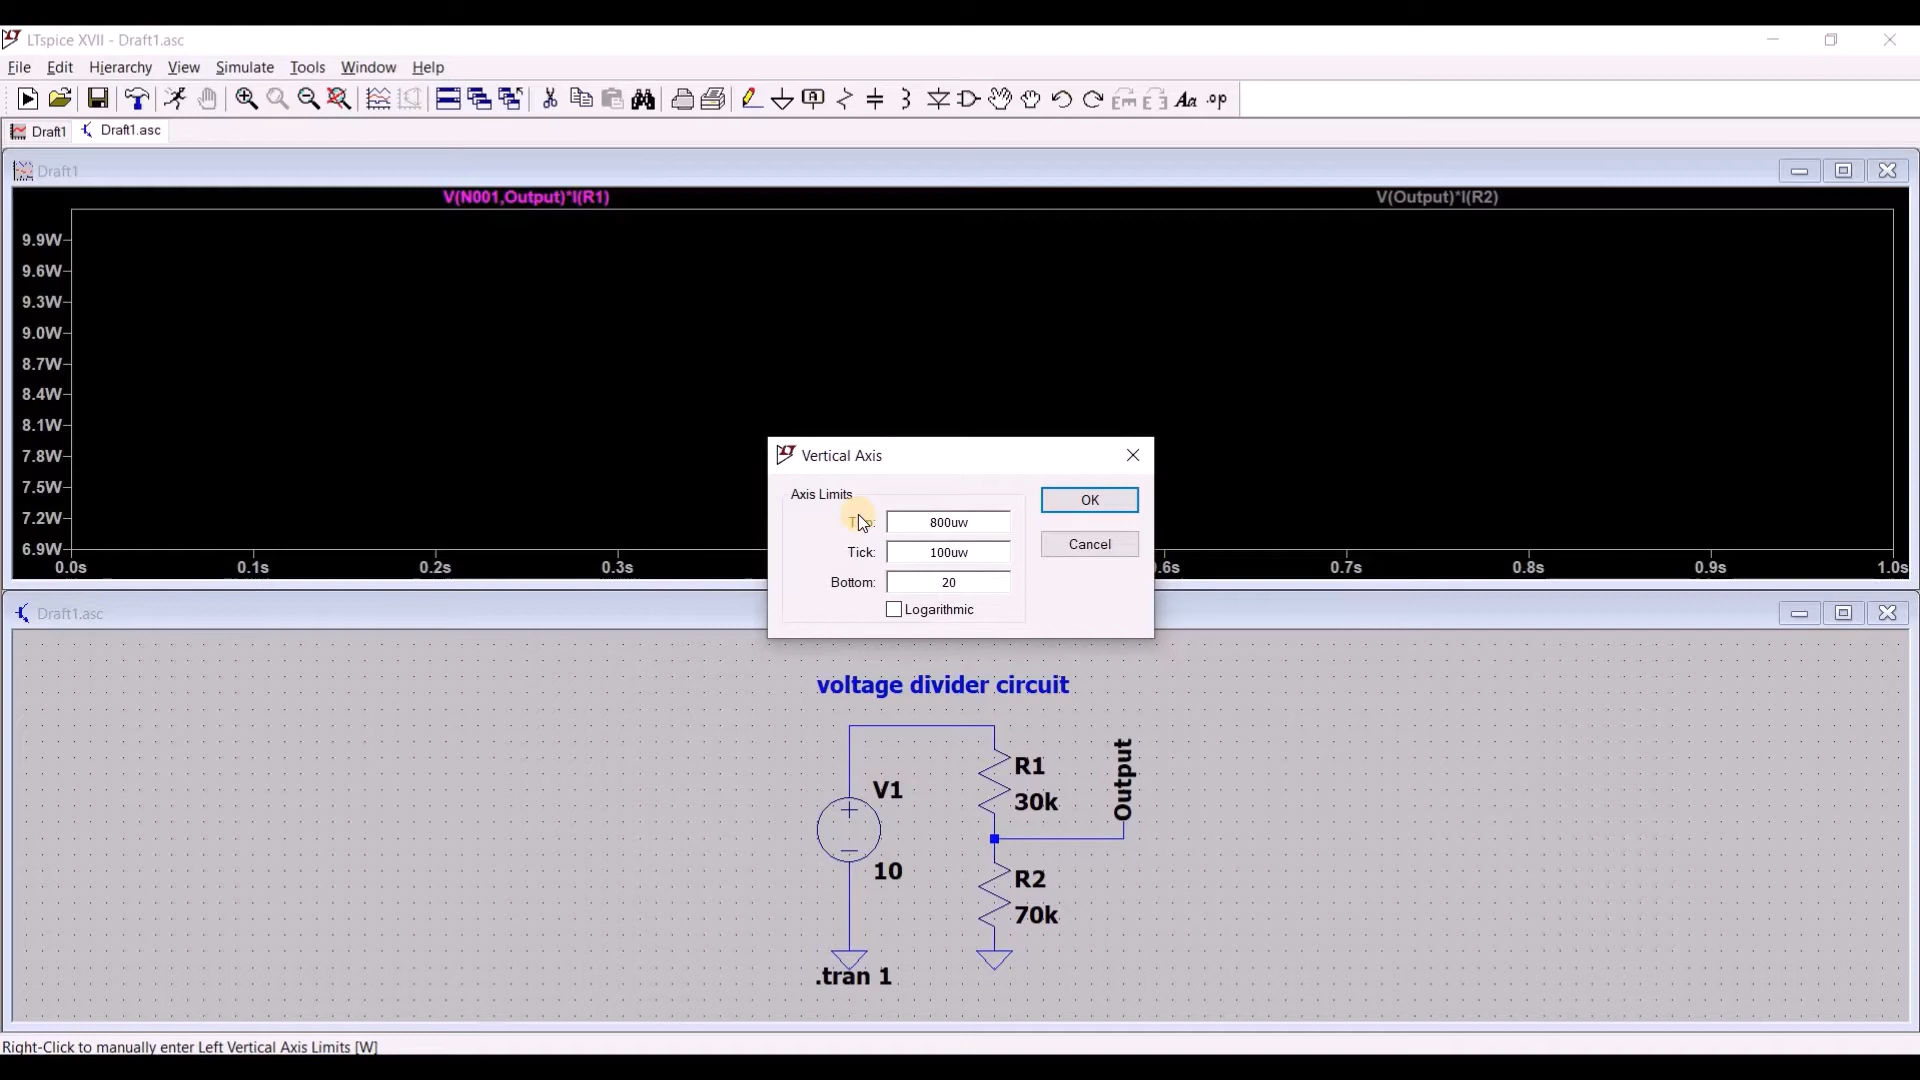 LTspice XVII - Draft1.asc
File Edit Hierarchy View Simulate Tools Window Help
Draft1 Draft1.asc
Draft1
V(N001,Output)*I(R1) V(Output)*I(R2)
9.9W
9.6W
9.3W
9.0W
8.7W
8.4W
8.1W
7.8W
7.5W
7.2W
6.9W
0.0s 0.1s 0.2s 0.3s 0.7s 0.8s 0.9s 1.0s
Vertical Axis
Axis Limits
OK
800uw
Cancel
Tick: 100uw
Bottom: 20
Logarithmic
Draft1.asc
voltage divider circuit
V1
10
R1
30k
Output
R2
70k
.tran 1
Right-Click to manually enter Left Vertical Axis Limits [W]